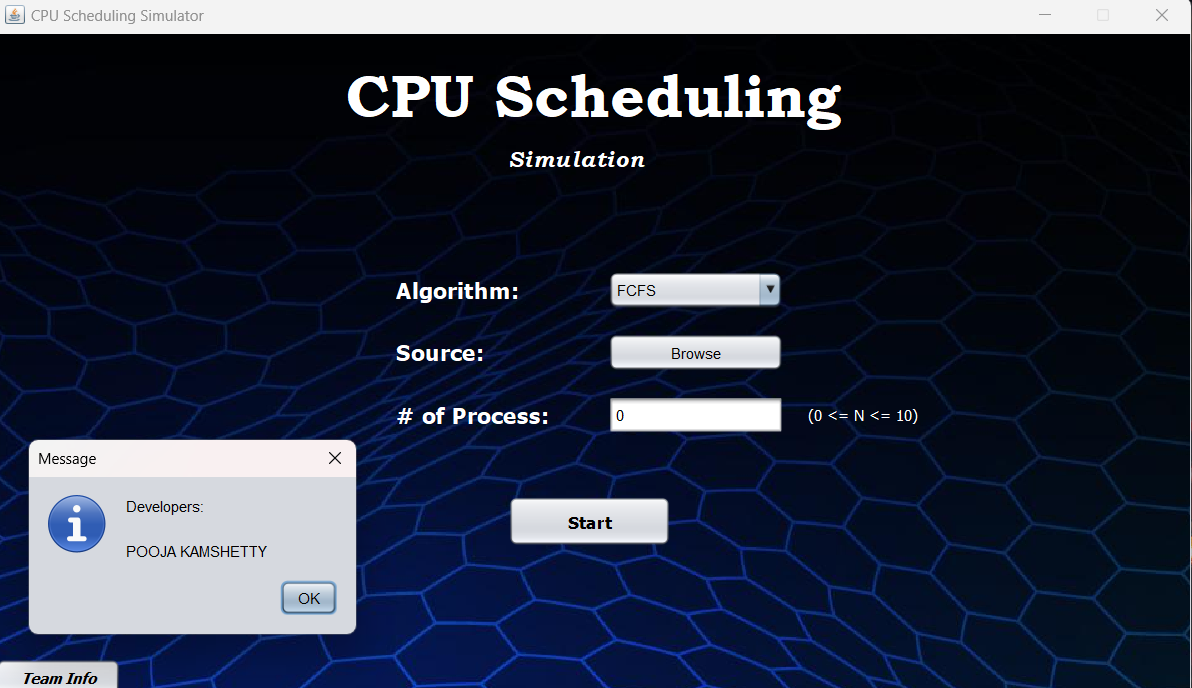 CPU Scheduling Simulator
CPU Scheduling
Simulation
Algorithm: FCFS
Source: Browse
# of Process: 0 (0 <= N <= 10)
Start
Message
Developers:
POOJA KAMSHETTY
OK
Team Info